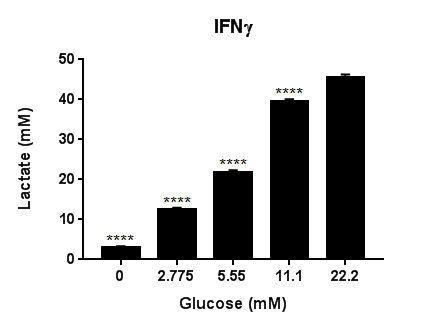 IFNγ
Lactate (mM)
50
40
30
20
10
0
****
****
****
****
0 2.775 5.55 11.1 22.2
Glucose (mM)